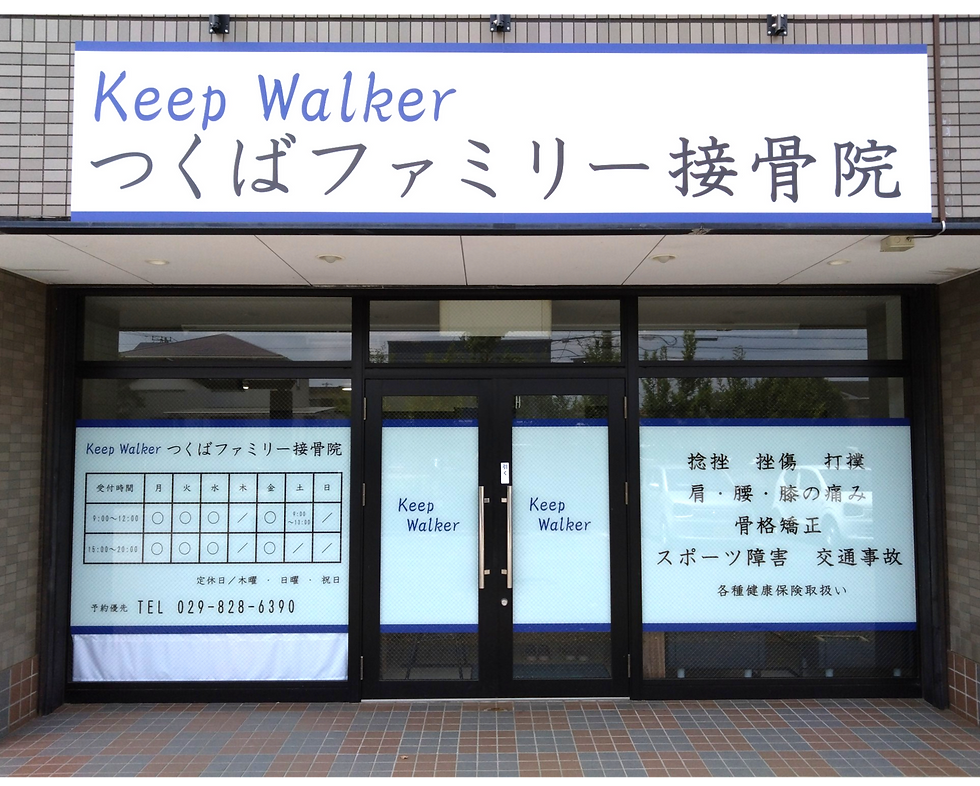 Keep Walker
つくばファミリー接骨院
Keep Walker つくばファミリー接骨院
受付時間 月 火 水 木 金 土 日
9:00～12:00 ○ ○ ○ ／ ○ ／
15:00～20:00 ○ ○ ○ ／ ○ ／ ／
定休日／木曜 ・ 日曜 ・ 祝日
予約優先 TEL 029-828-6390
Keep
Walker
Keep
Walker
捻挫 挫傷 打撲
肩・腰・膝の痛み
骨格矯正
スポーツ障害 交通事故
各種健康保険取扱い